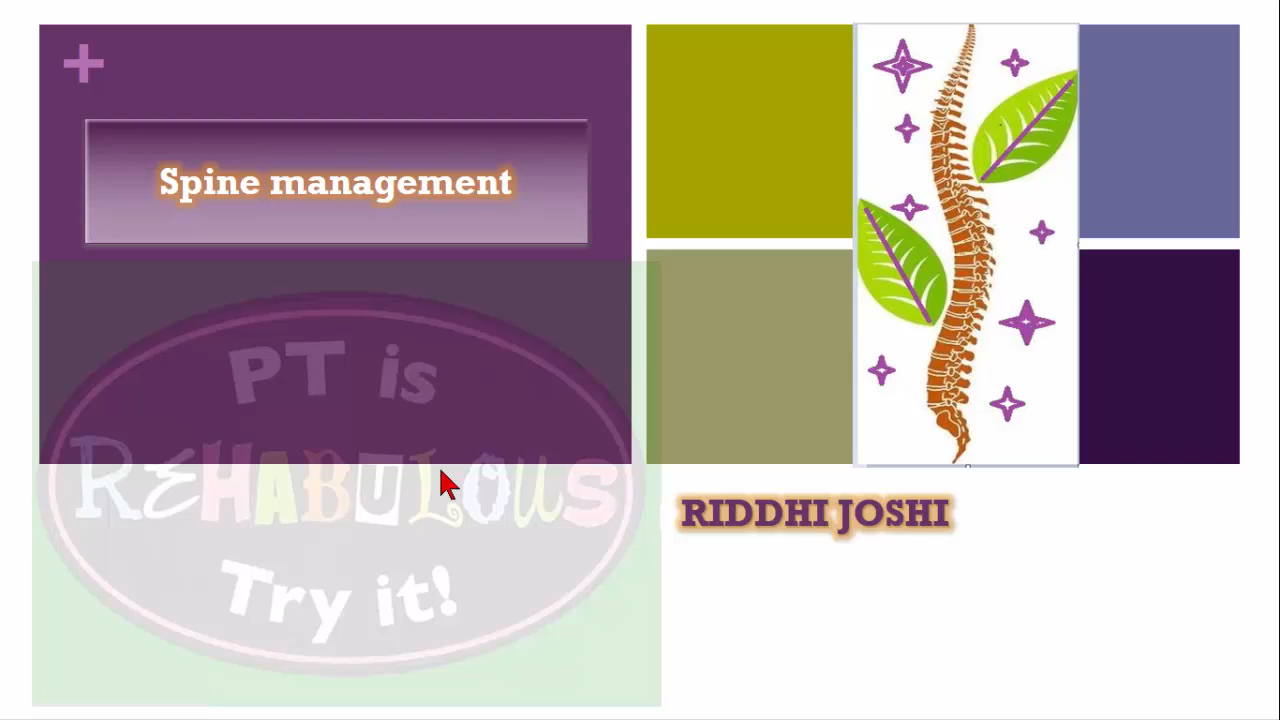 +
Spine management
PT is
REHABULOUS
Try it!
RIDDHI JOSHI